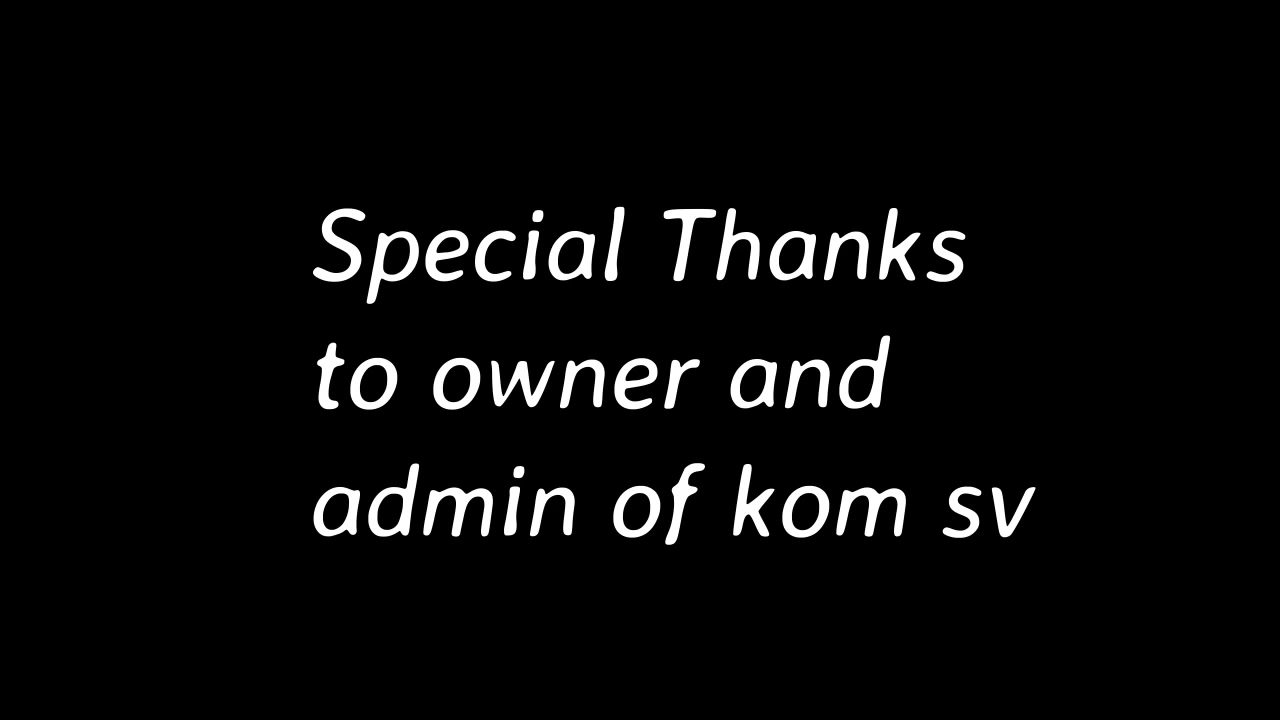 Special Thanks
to owner and
admin of kom sv